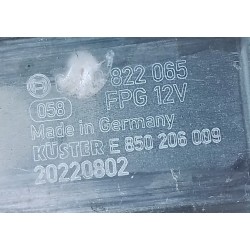 822 065
058 FPG 12V
Made in Germany
KÜSTER E 850 206 009
20220802